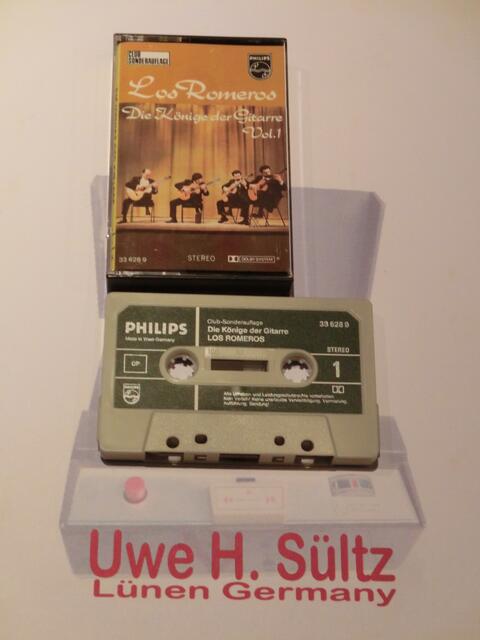 CLUB
SONDERAUFLAGE
PHILIPS
Los Romeros
Die Könige der Gitarre
Vol.1
33 628 9
STEREO
DOLBY SYSTEM
PHILIPS
Made in West-Germany
Club-Sonderauflage
Die Könige der Gitarre
LOS ROMEROS
33 628 9
STEREO
OP
1
PHILIPS
Alle Urheber- und Leistungsschutzrechte vorbehalten
Kein Verleih! Keine unerlaubte Vervielfältigung, Vermietung,
Aufführung, Sendung!
Uwe H. Sültz
Lünen Germany